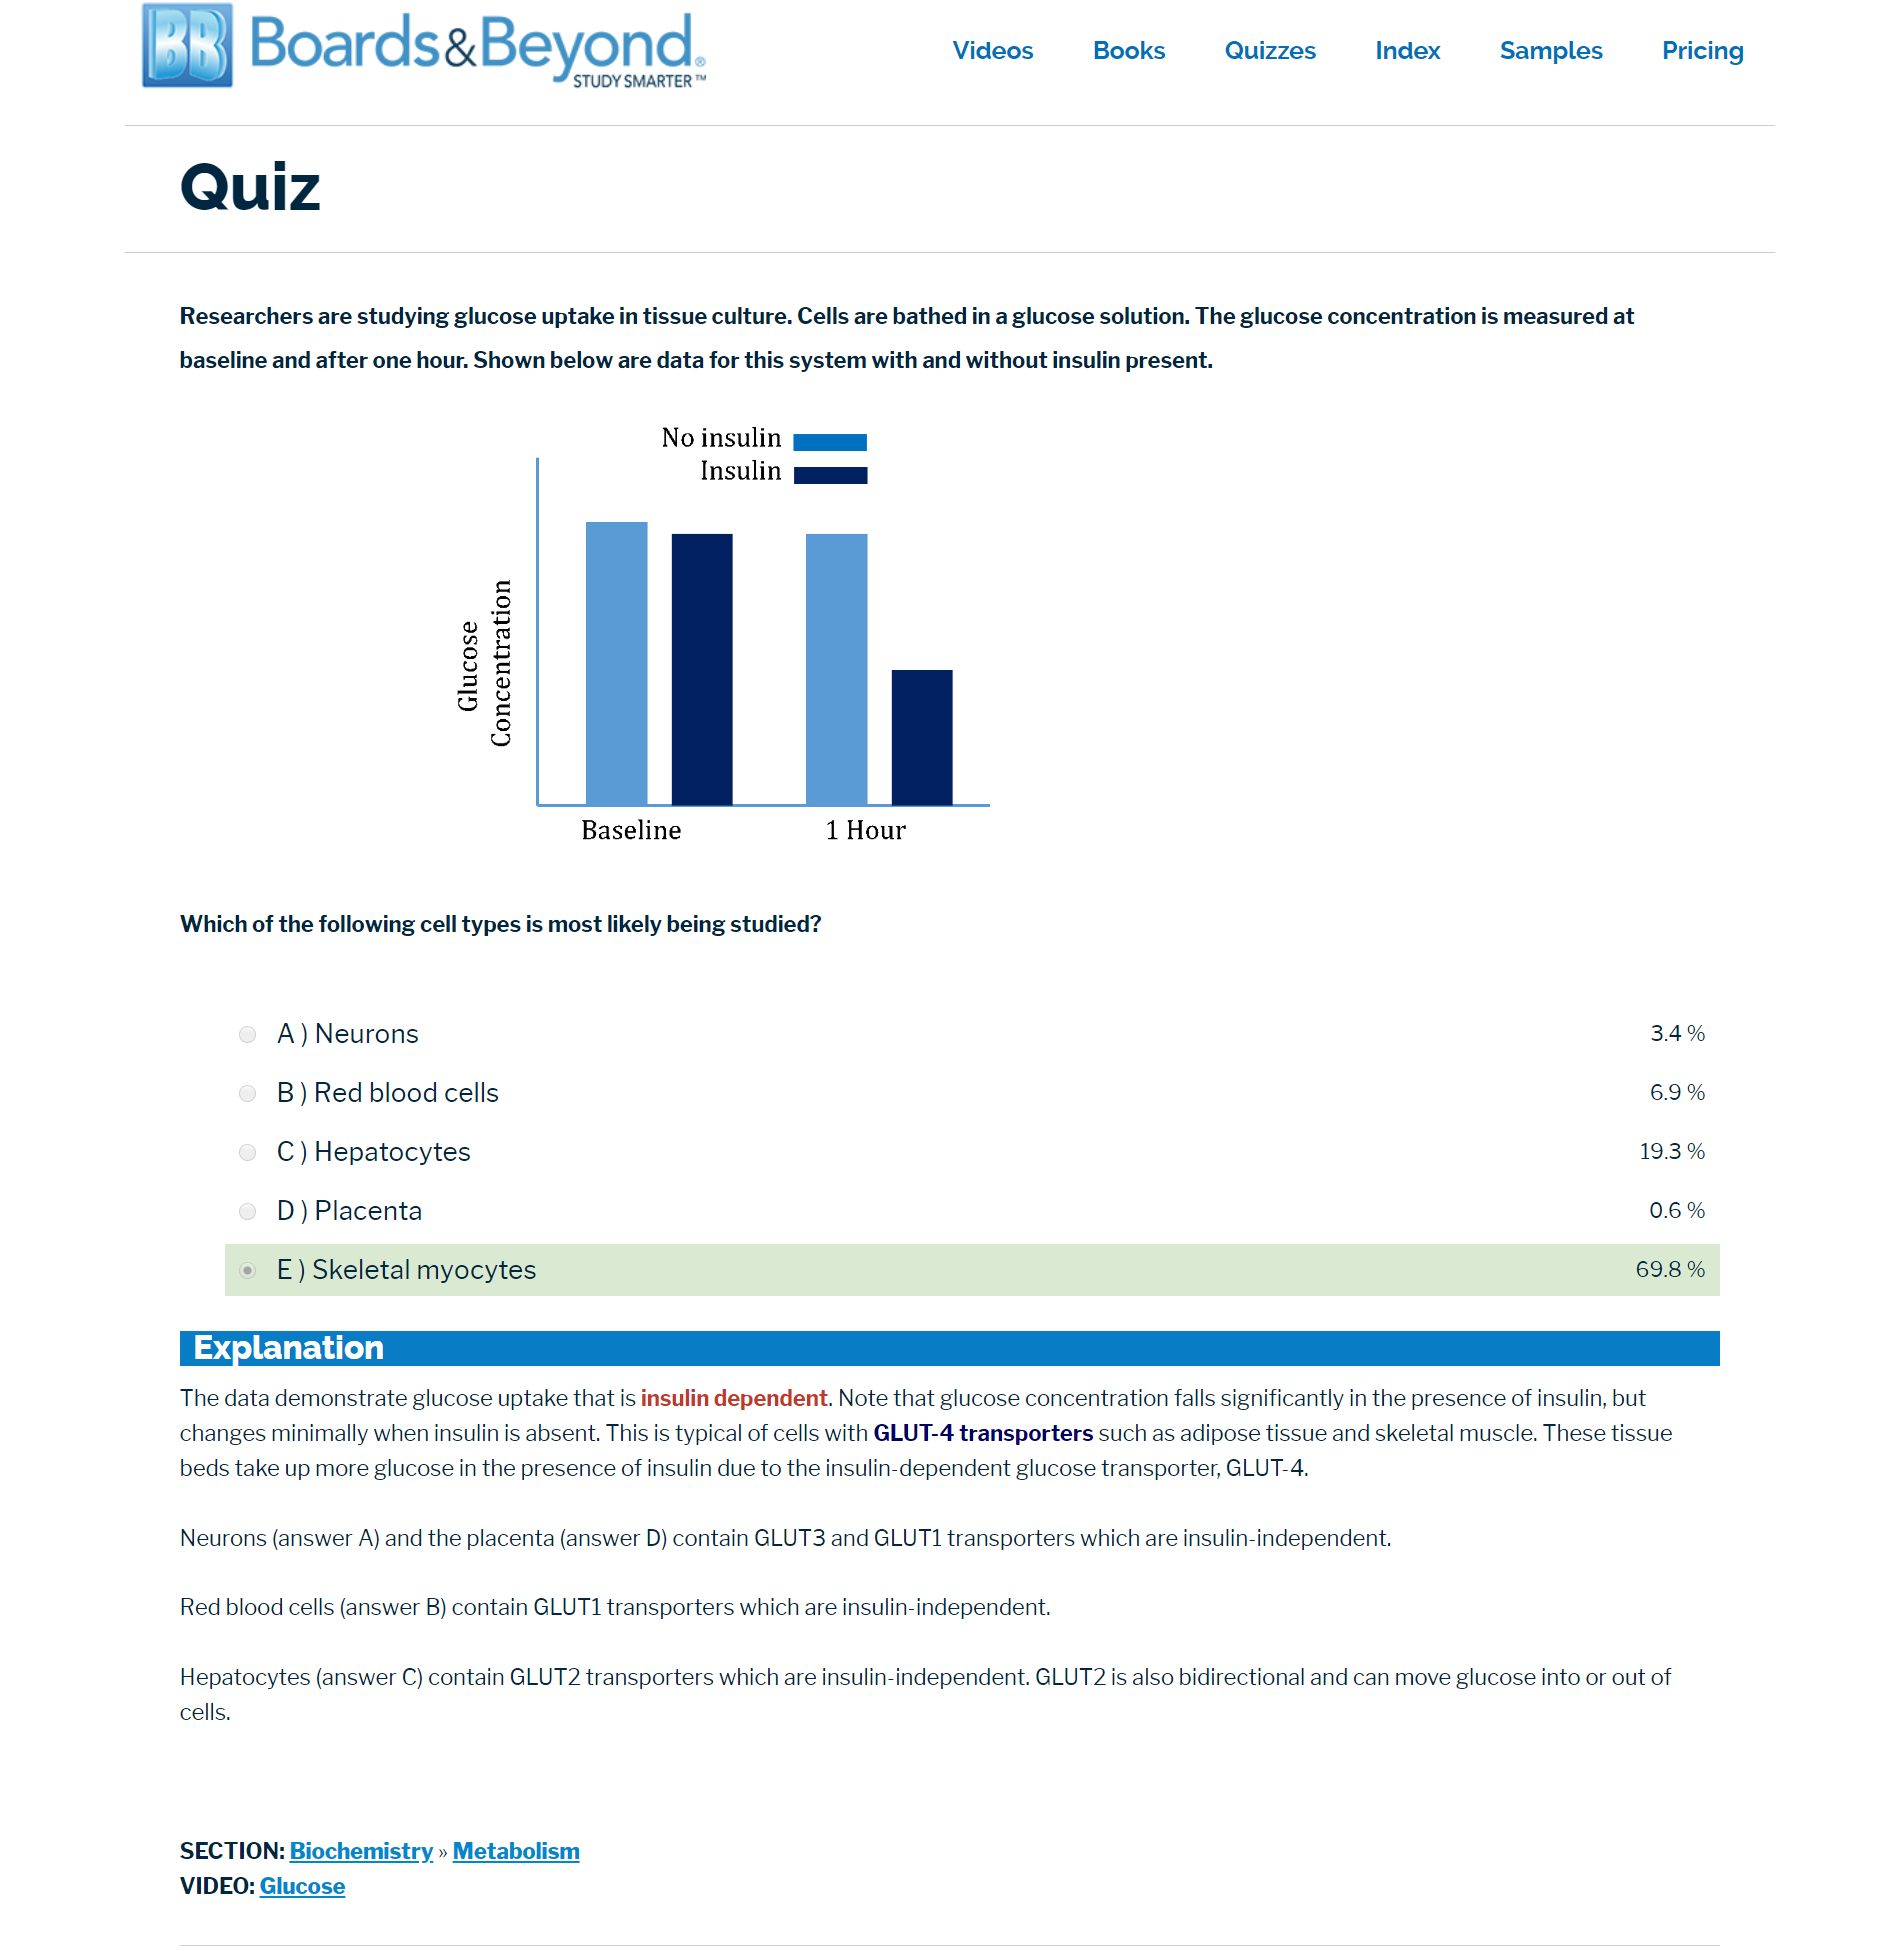 BB Boards&Beyond®
STUDY SMARTER™
Videos Books Quizzes Index Samples Pricing
Quiz
Researchers are studying glucose uptake in tissue culture. Cells are bathed in a glucose solution. The glucose concentration is measured at
baseline and after one hour. Shown below are data for this system with and without insulin present.
No insulin
Insulin
Glucose
Concentration
Baseline 1 Hour
Which of the following cell types is most likely being studied?
A ) Neurons 3.4 %
B ) Red blood cells 6.9 %
C ) Hepatocytes 19.3 %
D ) Placenta 0.6 %
E ) Skeletal myocytes 69.8 %
Explanation
The data demonstrate glucose uptake that is insulin dependent. Note that glucose concentration falls significantly in the presence of insulin, but
changes minimally when insulin is absent. This is typical of cells with GLUT-4 transporters such as adipose tissue and skeletal muscle. These tissue
beds take up more glucose in the presence of insulin due to the insulin-dependent glucose transporter, GLUT-4.
Neurons (answer A) and the placenta (answer D) contain GLUT3 and GLUT1 transporters which are insulin-independent.
Red blood cells (answer B) contain GLUT1 transporters which are insulin-independent.
Hepatocytes (answer C) contain GLUT2 transporters which are insulin-independent. GLUT2 is also bidirectional and can move glucose into or out of
cells.
SECTION: Biochemistry » Metabolism
VIDEO: Glucose